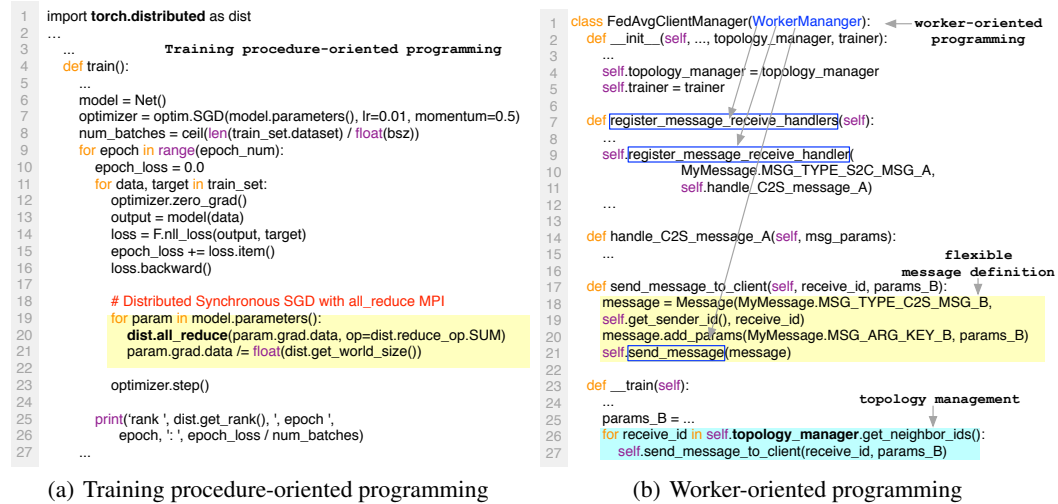 1 import torch.distributed as dist
2 ...
3 ... Training procedure-oriented programming
4 def train():
5 ...
6 model = Net()
7 optimizer = optim.SGD(model.parameters(), lr=0.01, momentum=0.5)
8 num_batches = ceil(len(train_set.dataset) / float(bsz))
9 for epoch in range(epoch_num):
10 epoch_loss = 0.0
11 for data, target in train_set:
12 optimizer.zero_grad()
13 output = model(data)
14 loss = F.nll_loss(output, target)
15 epoch_loss += loss.item()
16 loss.backward()
17
18 # Distributed Synchronous SGD with all_reduce MPI
19 for param in model.parameters():
20 dist.all_reduce(param.grad.data, op=dist.reduce_op.SUM)
21 param.grad.data /= float(dist.get_world_size())
22
23 optimizer.step()
24
25 print('rank ', dist.get_rank(), ', epoch ',
26 epoch, ': ', epoch_loss / num_batches)
27 ...
(a) Training procedure-oriented programming
1 class FedAvgClientManager(WorkerMananger):
worker-oriented
programming
2 def __init__(self, ..., topology_manager, trainer):
3 ...
4 self.topology_manager = topology_manager
5 self.trainer = trainer
6
7 def register_message_receive_handlers(self):
8 ...
9 self.register_message_receive_handler(
10 MyMessage.MSG_TYPE_S2C_MSG_A,
11 self.handle_C2S_message_A)
12 ...
13
14 def handle_C2S_message_A(self, msg_params):
15 ...
flexible
message definition
16
17 def send_message_to_client(self, receive_id, params_B):
18 message = Message(MyMessage.MSG_TYPE_C2S_MSG_B,
19 self.get_sender_id(), receive_id)
20 message.add_params(MyMessage.MSG_ARG_KEY_B, params_B)
21 self.send_message(message)
22
23 def __train(self):
24 ...
topology management
25 params_B = ...
26 for receive_id in self.topology_manager.get_neighbor_ids():
27 self.send_message_to_client(receive_id, params_B)
(b) Worker-oriented programming